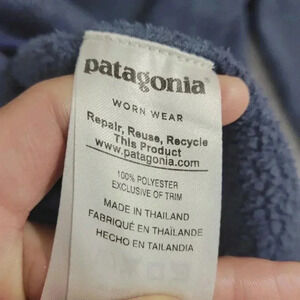 patagonia®
WORN WEAR
Repair, Reuse, Recycle
This Product
www.patagonia.com
100% POLYESTER
EXCLUSIVE OF TRIM
MADE IN THAILAND
FABRIQUÉ EN THAÏLANDE
HECHO EN TAILANDIA